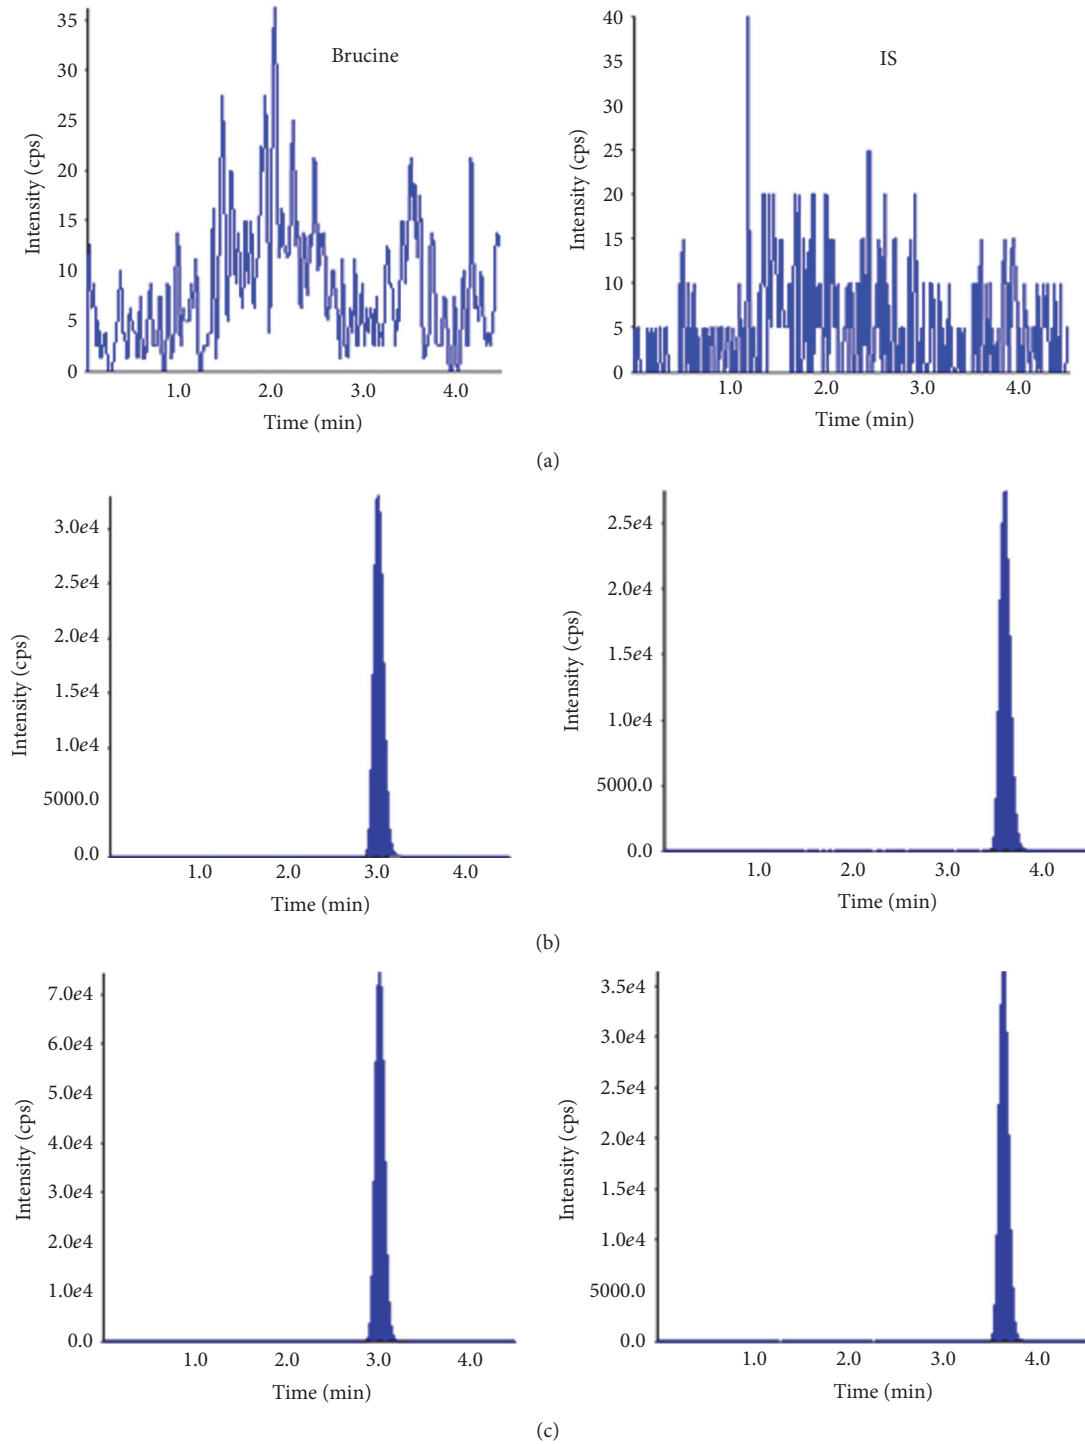 35
30
25
20
15
10
5
0
Intensity (cps)
Brucine
1.0 2.0 3.0 4.0
Time (min)
40
35
30
25
20
15
10
5
0
Intensity (cps)
IS
1.0 2.0 3.0 4.0
Time (min)
(a)
3.0e4
2.5e4
2.0e4
1.5e4
1.0e4
5000.0
0.0
Intensity (cps)
1.0 2.0 3.0 4.0
Time (min)
2.5e4
2.0e4
1.5e4
1.0e4
5000.0
0.0
Intensity (cps)
1.0 2.0 3.0 4.0
Time (min)
(b)
7.0e4
6.0e4
5.0e4
4.0e4
3.0e4
2.0e4
1.0e4
0.0
Intensity (cps)
1.0 2.0 3.0 4.0
Time (min)
3.5e4
3.0e4
2.5e4
2.0e4
1.5e4
1.0e4
5000.0
0.0
Intensity (cps)
1.0 2.0 3.0 4.0
Time (min)
(c)